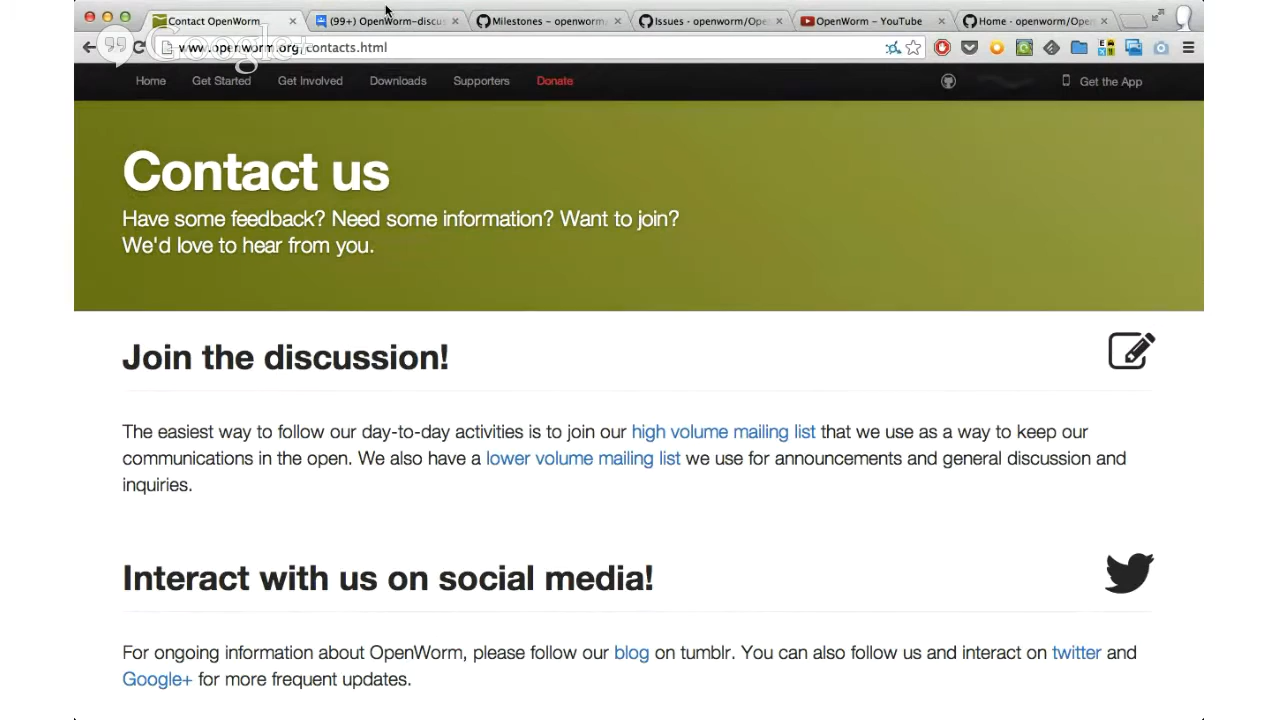 Contact OpenWorm
(99+) OpenWorm-discus
Milestones - openworm
Issues - openworm/Ope
OpenWorm - YouTube
Home - openworm/Open
Google+
www.openworm.org/contacts.html
Home Get Started Get Involved Downloads Supporters Donate Get the App
Contact us
Have some feedback? Need some information? Want to join?
We'd love to hear from you.
Join the discussion!
The easiest way to follow our day-to-day activities is to join our high volume mailing list that we use as a way to keep our
communications in the open. We also have a lower volume mailing list we use for announcements and general discussion and
inquiries.
Interact with us on social media!
For ongoing information about OpenWorm, please follow our blog on tumblr. You can also follow us and interact on twitter and
Google+ for more frequent updates.